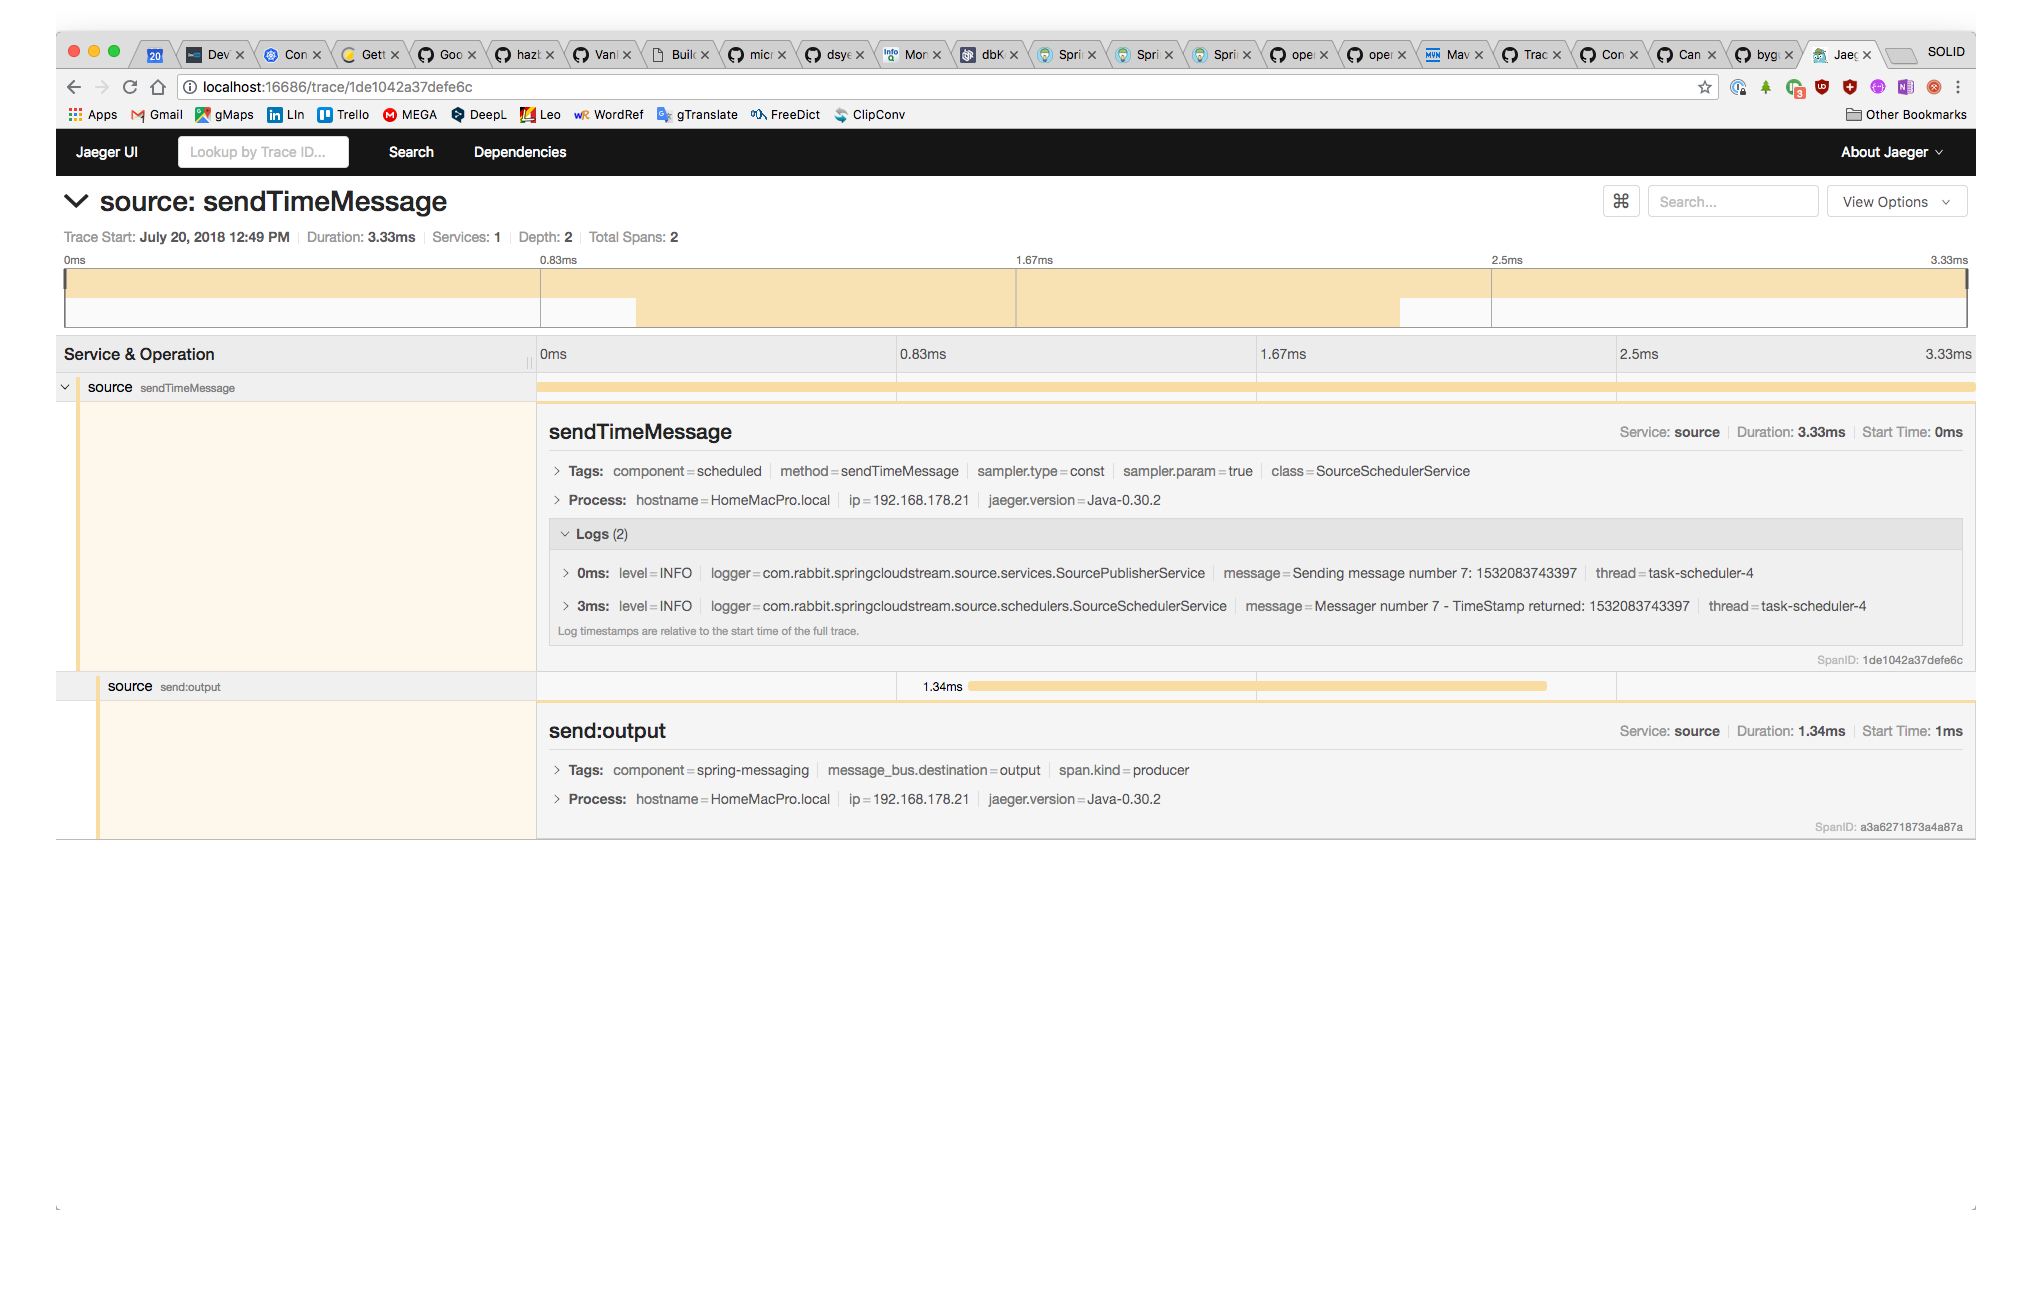 20 Dev Con Gett Goo hazb Van Build micr dsye Mon dbK Spri Spri Spri oper oper Mav Trac Con Can bygu Jaeg SOLID
localhost:16686/trace/1de1042a37defe6c
Apps Gmail gMaps LIn Trello MEGA DeepL Leo WordRef gTranslate FreeDict ClipConv Other Bookmarks
Jaeger UI Lookup by Trace ID... Search Dependencies About Jaeger
source: sendTimeMessage ⌘ Search... View Options
Trace Start: July 20, 2018 12:49 PM Duration: 3.33ms Services: 1 Depth: 2 Total Spans: 2
0ms 0.83ms 1.67ms 2.5ms 3.33ms
Service & Operation 0ms 0.83ms 1.67ms 2.5ms 3.33ms
source sendTimeMessage
sendTimeMessage Service: source Duration: 3.33ms Start Time: 0ms
Tags: component=scheduled method=sendTimeMessage sampler.type=const sampler.param=true class=SourceSchedulerService
Process: hostname=HomeMacPro.local ip=192.168.178.21 jaeger.version=Java-0.30.2
Logs (2)
0ms: level=INFO logger=com.rabbit.springcloudstream.source.services.SourcePublisherService message=Sending message number 7: 1532083743397 thread=task-scheduler-4
3ms: level=INFO logger=com.rabbit.springcloudstream.source.schedulers.SourceSchedulerService message=Messager number 7 - TimeStamp returned: 1532083743397 thread=task-scheduler-4
Log timestamps are relative to the start time of the full trace.
SpanID: 1de1042a37defe6c
source send:output 1.34ms
send:output Service: source Duration: 1.34ms Start Time: 1ms
Tags: component=spring-messaging message_bus.destination=output span.kind=producer
Process: hostname=HomeMacPro.local ip=192.168.178.21 jaeger.version=Java-0.30.2
SpanID: a3a6271873a4a87a